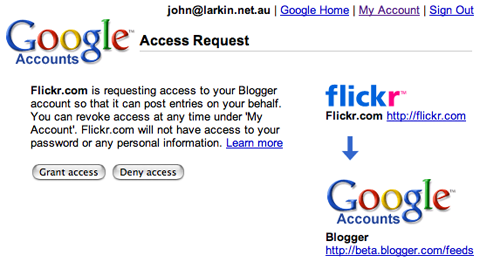 john@larkin.net.au | Google Home | My Account | Sign Out
Google
Accounts
Access Request
Flickr.com is requesting access to your Blogger
account so that it can post entries on your behalf.
You can revoke access at any time under 'My
Account'. Flickr.com will not have access to your
password or any personal information. Learn more
Grant access Deny access
flickr™
Flickr.com http://flickr.com
Google™
Accounts
Blogger
http://beta.blogger.com/feeds